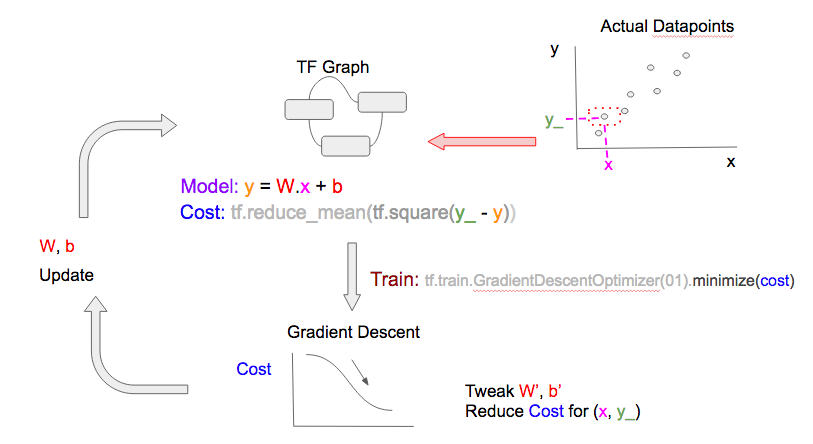 Actual Datapoints
y
TF Graph
y_
x
x
Model: y = W.x + b
Cost: tf.reduce_mean(tf.square(y_ - y))
W, b
Update
Train: tf.train.GradientDescentOptimizer(01).minimize(cost)
Gradient Descent
Cost
Tweak W’, b’
Reduce Cost for (x, y_)